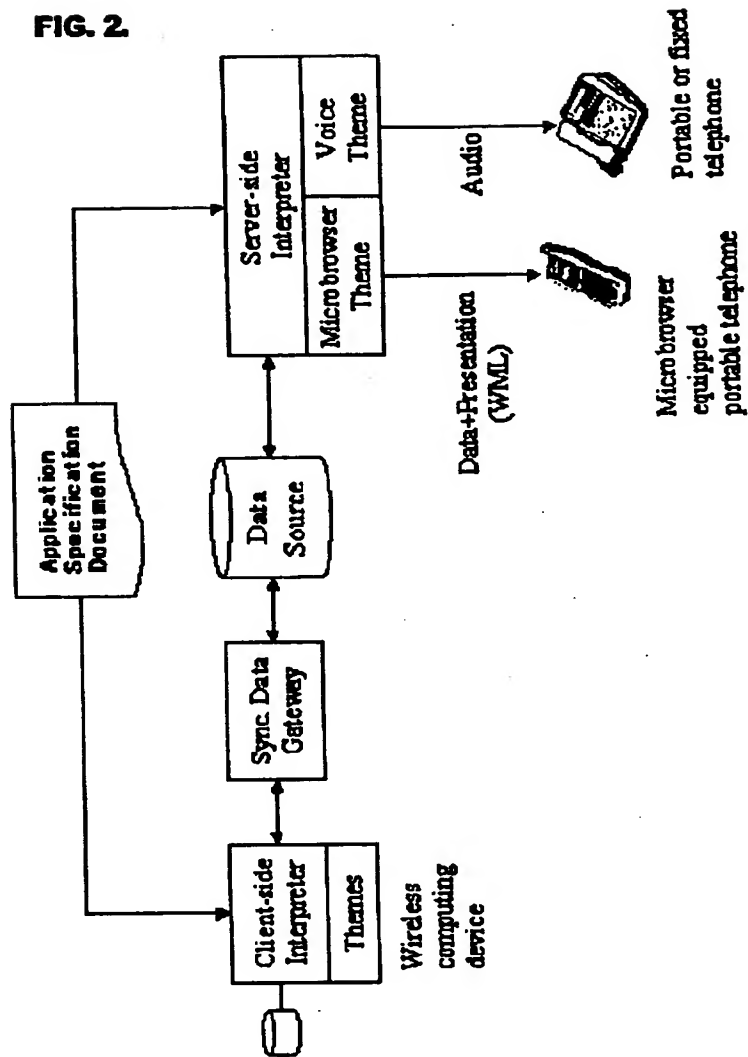 FIG. 2.
Application
Specification
Document
Client-side
Interpreter
Themes
Wireless
computing
device
Sync Data
Gateway
Data
Source
Server-side
Interpreter
Microbrowser
Theme
Voice
Theme
Data+Presentation
(WML)
Audio
Microbrowser
equipped
portable telephone
Portable or fixed
telephone